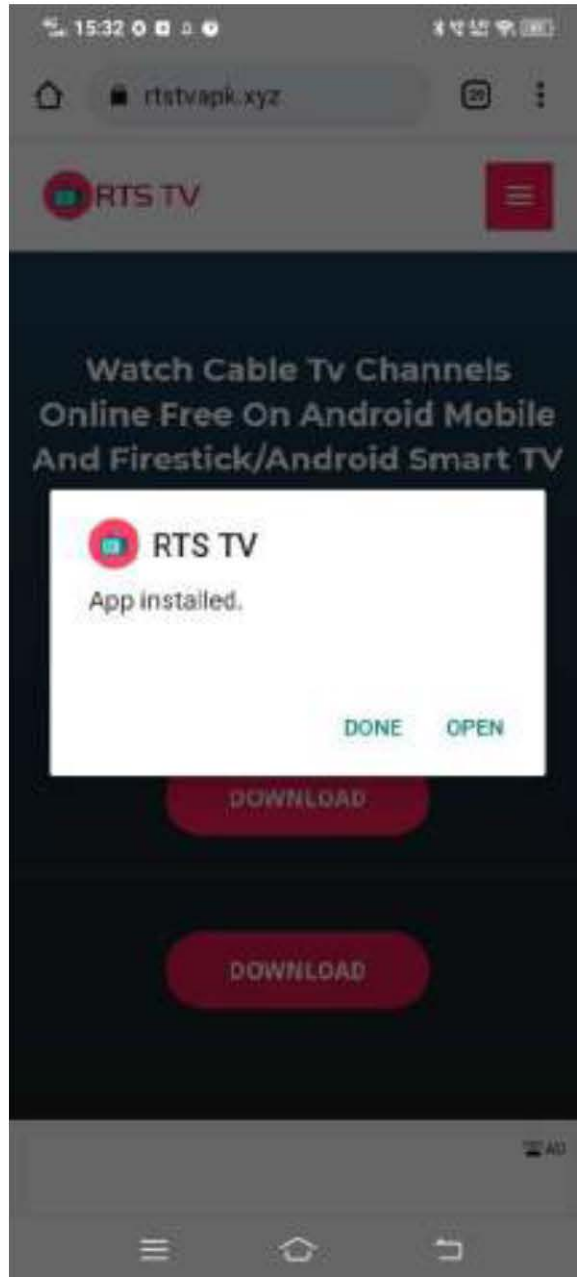 15:32
rtstvapk.xyz
20
RTS TV
Watch Cable Tv Channels
Online Free On Android Mobile
And Firestick/Android Smart TV
RTS TV
App installed.
DONE OPEN
DOWNLOAD
DOWNLOAD
AD